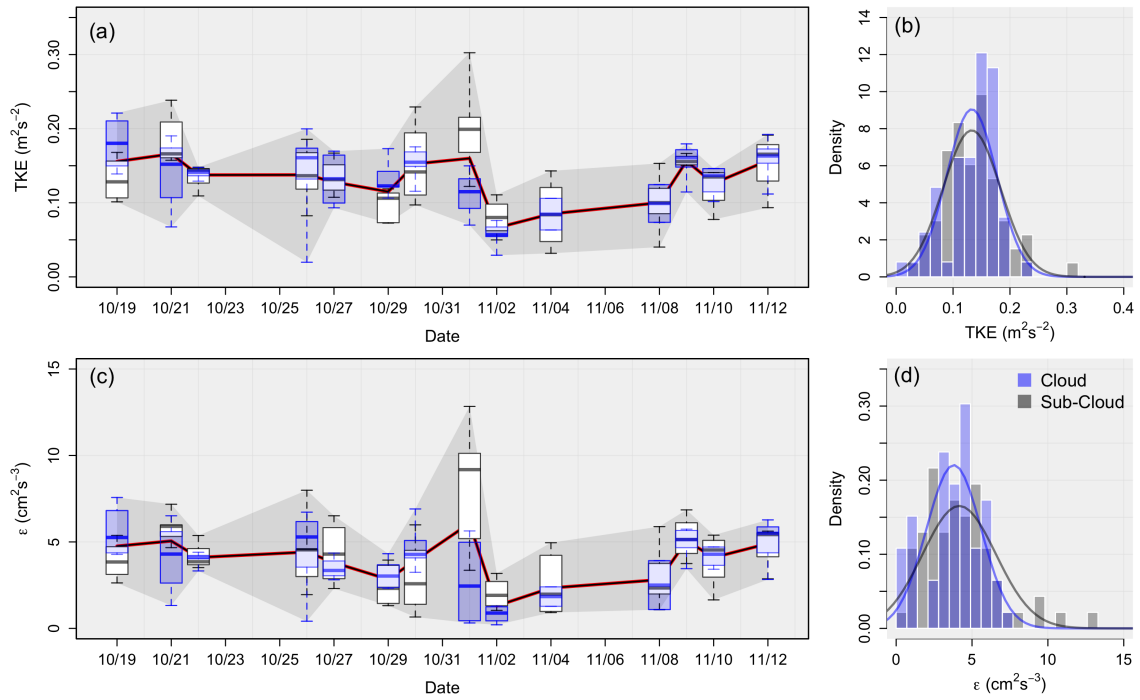 (a)
TKE (m²s⁻²)
0.00 0.10 0.20 0.30
10/19 10/21 10/23 10/25 10/27 10/29 10/31 11/02 11/04 11/06 11/08 11/10 11/12
Date
(b)
Density
0 2 4 6 8 10 12 14
0.0 0.1 0.2 0.3 0.4
TKE (m²s⁻²)
(c)
ε (cm²s⁻³)
0 5 10 15
10/19 10/21 10/23 10/25 10/27 10/29 10/31 11/02 11/04 11/06 11/08 11/10 11/12
Date
(d)
Cloud
Sub-Cloud
Density
0.00 0.10 0.20 0.30
0 5 10 15
ε (cm²s⁻³)